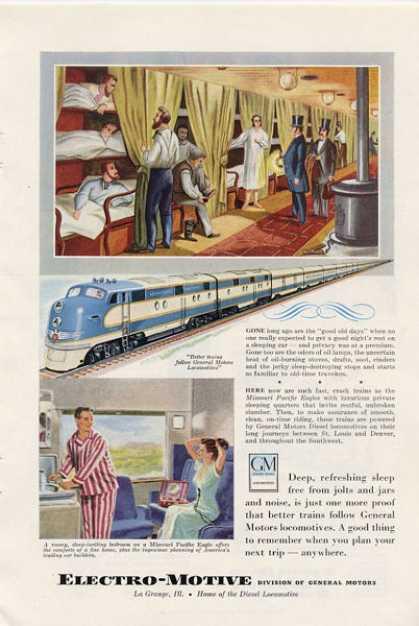 "Better trains
follow General Motors
Locomotives"
GONE long ago are the "good old days" when no
one really expected to get a good night's rest on
a sleeping car — and privacy was at a premium.
Gone too are the odors of oil lamps, the uncertain
heat of oil-burning stoves, drafts, soot, cinders
and the jerky sleep-destroying stops and starts
so familiar to old-time travelers.
HERE now are such fast, crack trains as the
Missouri Pacific Eagles with luxurious private
sleeping quarters that invite restful, unbroken
slumber. Then, to make assurance of smooth,
clean, on-time riding, these trains are powered
by General Motors Diesel locomotives on their
long journeys between St. Louis and Denver,
and throughout the Southwest.
GM
Deep, refreshing sleep
free from jolts and jars
and noise, is just one more proof
that better trains follow General
Motors locomotives. A good thing
to remember when you plan your
next trip — anywhere.
A roomy, sleep-inviting bedroom on a Missouri Pacific Eagle offers
the comforts of a fine home, plus the ingenious planning of America's
leading car builders.
ELECTRO-MOTIVE DIVISION OF GENERAL MOTORS
La Grange, Ill. • Home of the Diesel Locomotive